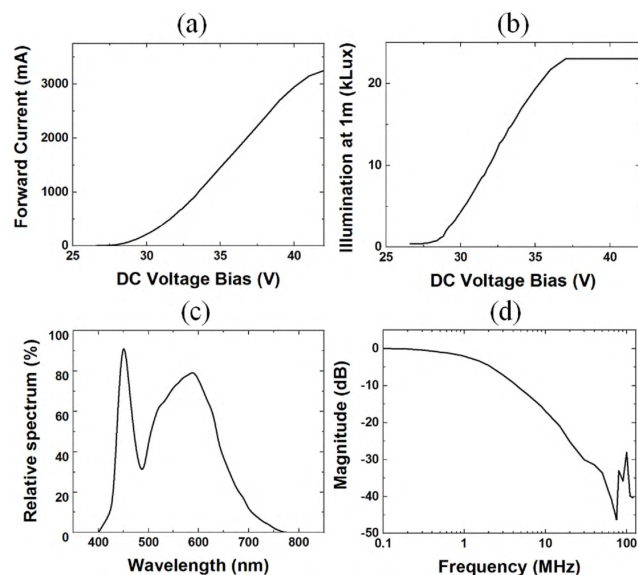 (a)
Forward Current (mA)
3000
2000
1000
0
25 30 35 40
DC Voltage Bias (V)
(b)
Illumination at 1m (kLux)
20
10
0
25 30 35 40
DC Voltage Bias (V)
(c)
Relative spectrum (%)
100
80
60
40
20
0
400 500 600 700 800
Wavelength (nm)
(d)
Magnitude (dB)
0
-10
-20
-30
-40
-50
0.1 1 10 100
Frequency (MHz)